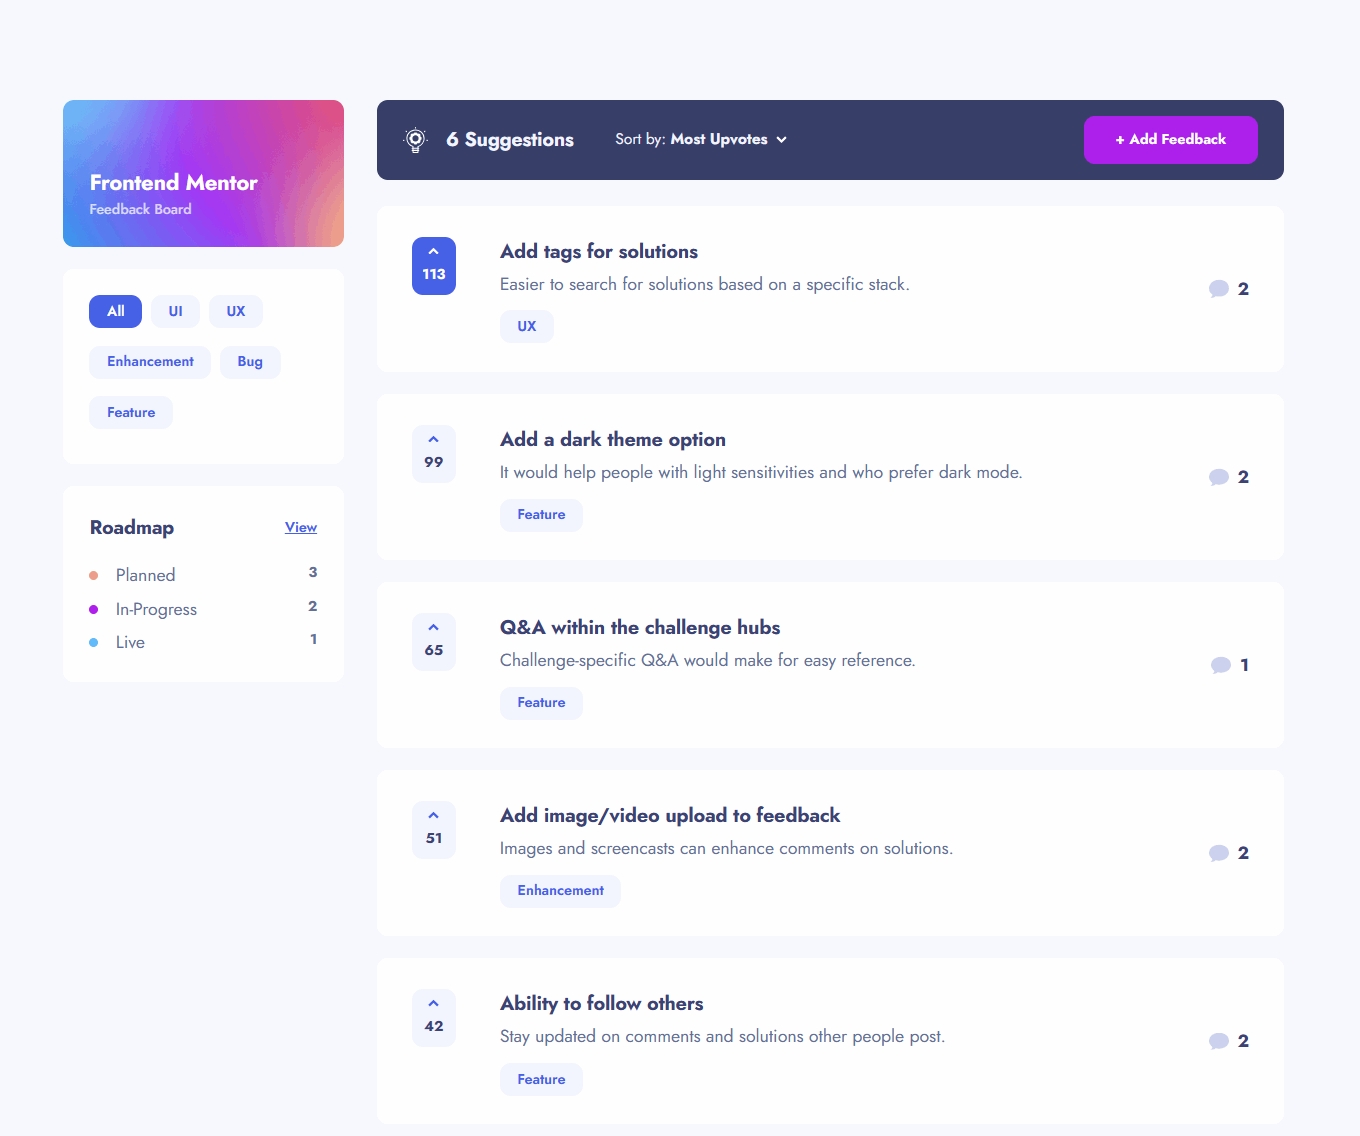 Frontend Mentor
Feedback Board
All UI UX
Enhancement Bug
Feature
Roadmap View
Planned 3
In-Progress 2
Live 1
6 Suggestions Sort by: Most Upvotes + Add Feedback
113
Add tags for solutions
Easier to search for solutions based on a specific stack.
UX
2
99
Add a dark theme option
It would help people with light sensitivities and who prefer dark mode.
Feature
2
65
Q&A within the challenge hubs
Challenge-specific Q&A would make for easy reference.
Feature
1
51
Add image/video upload to feedback
Images and screencasts can enhance comments on solutions.
Enhancement
2
42
Ability to follow others
Stay updated on comments and solutions other people post.
Feature
2